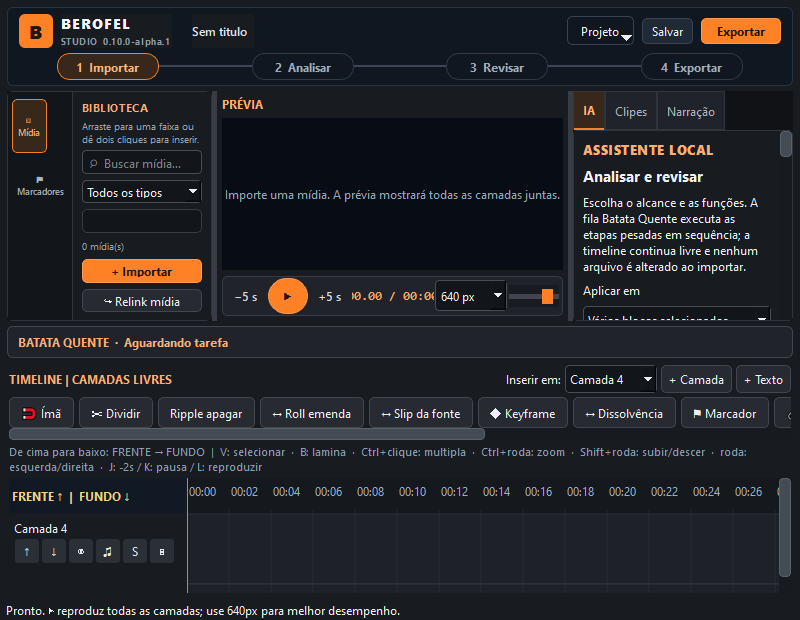 B
BEROFEL
STUDIO 0.10.0-alpha.1
Sem titulo
Projeto
Salvar
Exportar
1 Importar
2 Analisar
3 Revisar
4 Exportar
Mídia
Marcadores
BIBLIOTECA
Arraste para uma faixa ou
dê dois cliques para inserir.
Buscar mídia...
Todos os tipos
0 mídia(s)
+ Importar
↪ Relink mídia
PRÉVIA
Importe uma mídia. A prévia mostrará todas as camadas juntas.
−5 s
+5 s
640 px
IA
Clipes
Narração
ASSISTENTE LOCAL
Analisar e revisar
Escolha o alcance e as funções. A
fila Batata Quente executa as
etapas pesadas em sequência; a
timeline continua livre e nenhum
arquivo é alterado ao importar.
Aplicar em
BATATA QUENTE · Aguardando tarefa
TIMELINE | CAMADAS LIVRES
Inserir em:
Camada 4
+ Camada
+ Texto
Ímã
✂ Dividir
Ripple apagar
↔ Roll emenda
↔ Slip da fonte
◆ Keyframe
↔ Dissolvência
⚑ Marcador
De cima para baixo: FRENTE → FUNDO | V: selecionar · B: lamina · Ctrl+clique: multipla · Ctrl+roda: zoom · Shift+roda: subir/descer · roda:
esquerda/direita · J: -2s / K: pausa / L: reproduzir
FRENTE ↑ | FUNDO ↓
00:00 00:02 00:04 00:06 00:08 00:10 00:12 00:14 00:16 00:18 00:20 00:22 00:24 00:26
Camada 4
↑ ↓ S
Pronto. ▶ reproduz todas as camadas; use 640px para melhor desempenho.